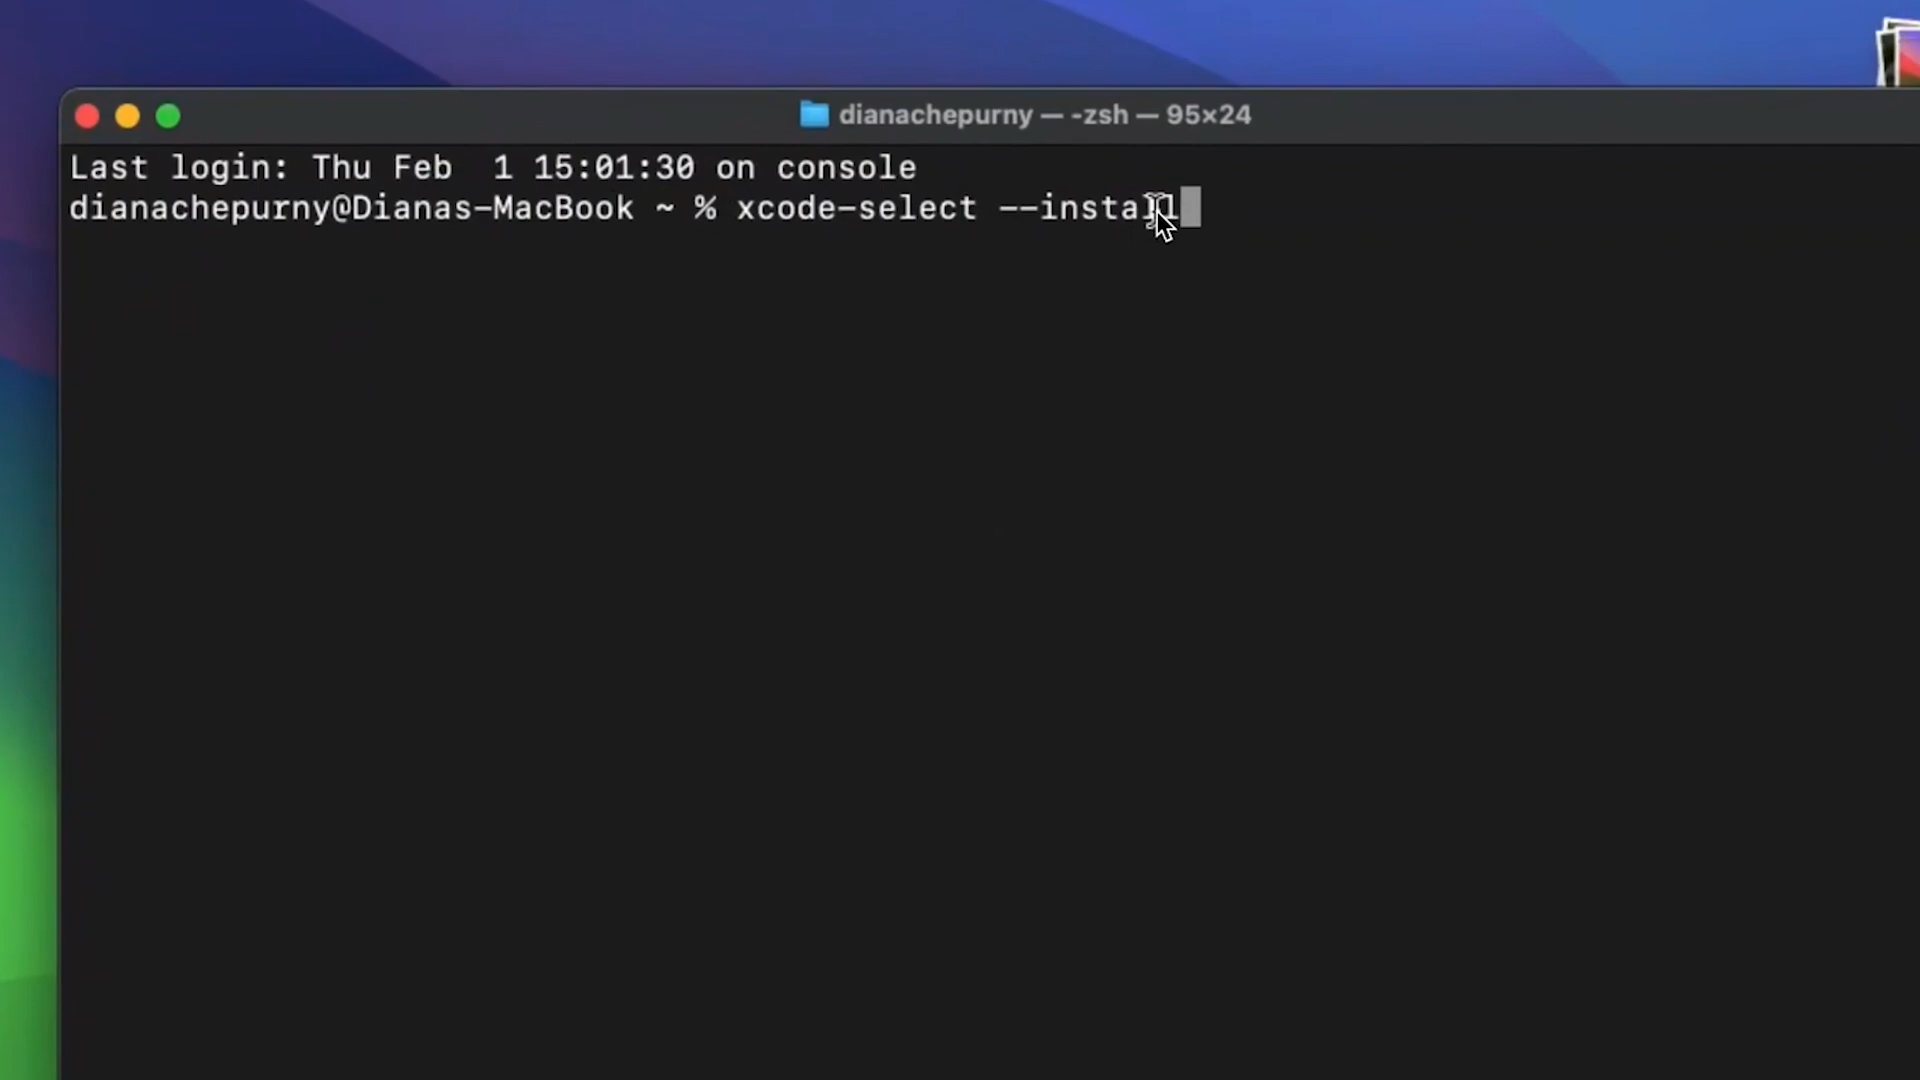 dianachepurny — -zsh — 95×24
Last login: Thu Feb  1 15:01:30 on console
dianachepurny@Dianas-MacBook ~ % xcode-select --install